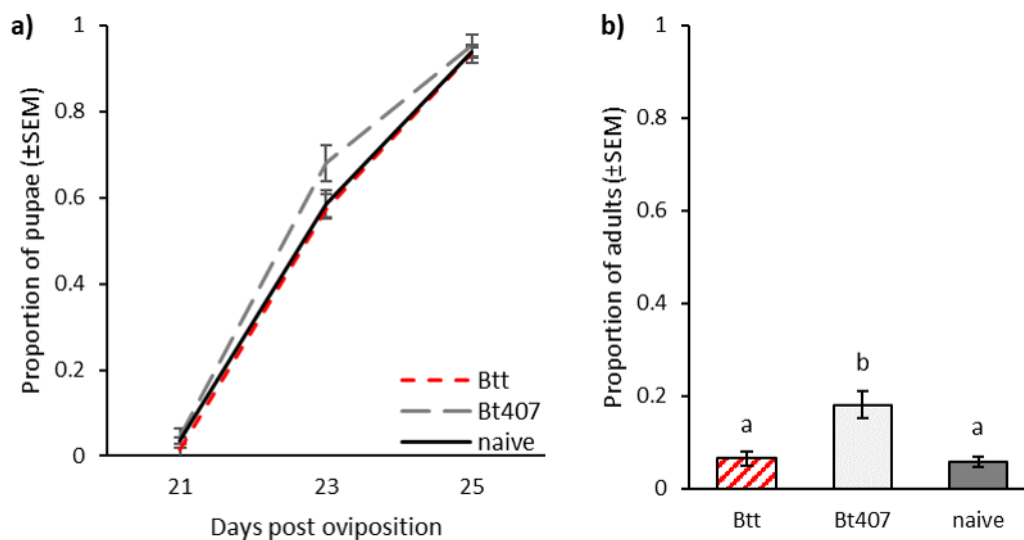 a)
Proportion of pupae (±SEM)
1
0.8
0.6
0.4
0.2
0
21 23 25
Days post oviposition
Btt
Bt407
naive
b)
Proportion of adults (±SEM)
1
0.8
0.6
0.4
0.2
0
a b a
Btt Bt407 naive